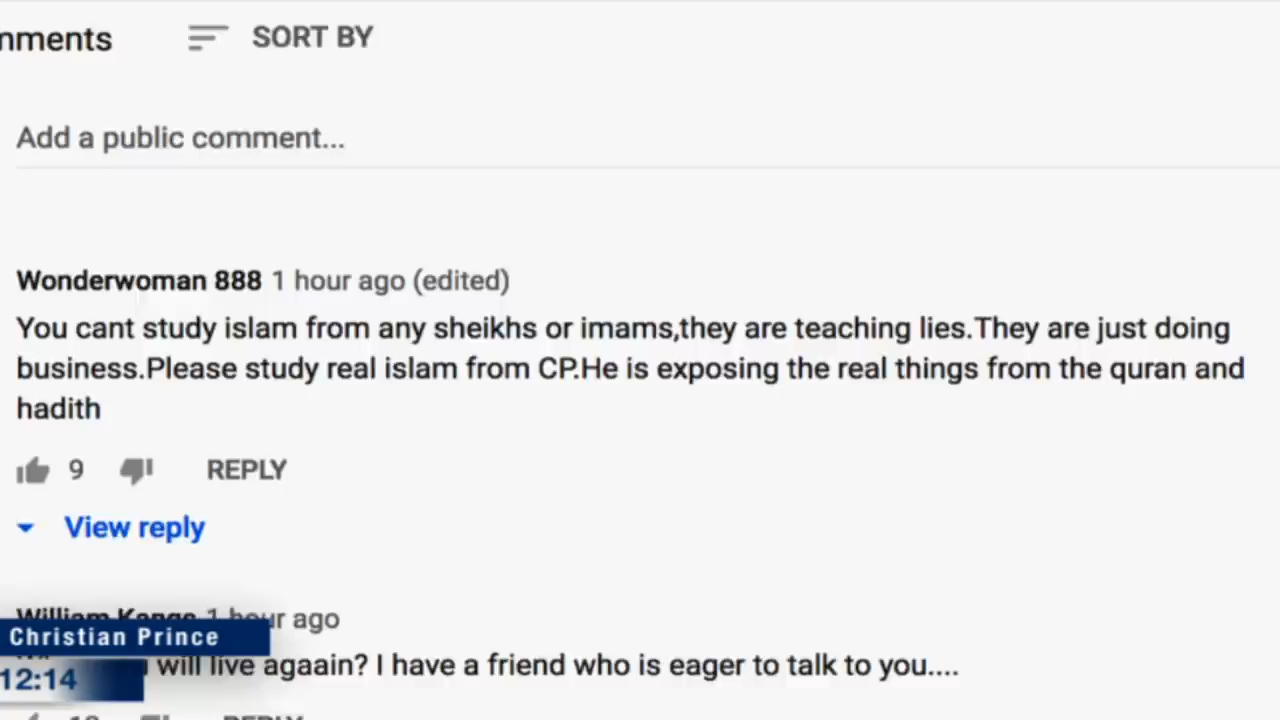 nments SORT BY
Add a public comment...
Wonderwoman 888 1 hour ago (edited)
You cant study islam from any sheikhs or imams,they are teaching lies.They are just doing
business.Please study real islam from CP.He is exposing the real things from the quran and
hadith
9 REPLY
View reply
William 1 hour ago
Christian Prince
will live agaain? I have a friend who is eager to talk to you....
12:14
REPLY